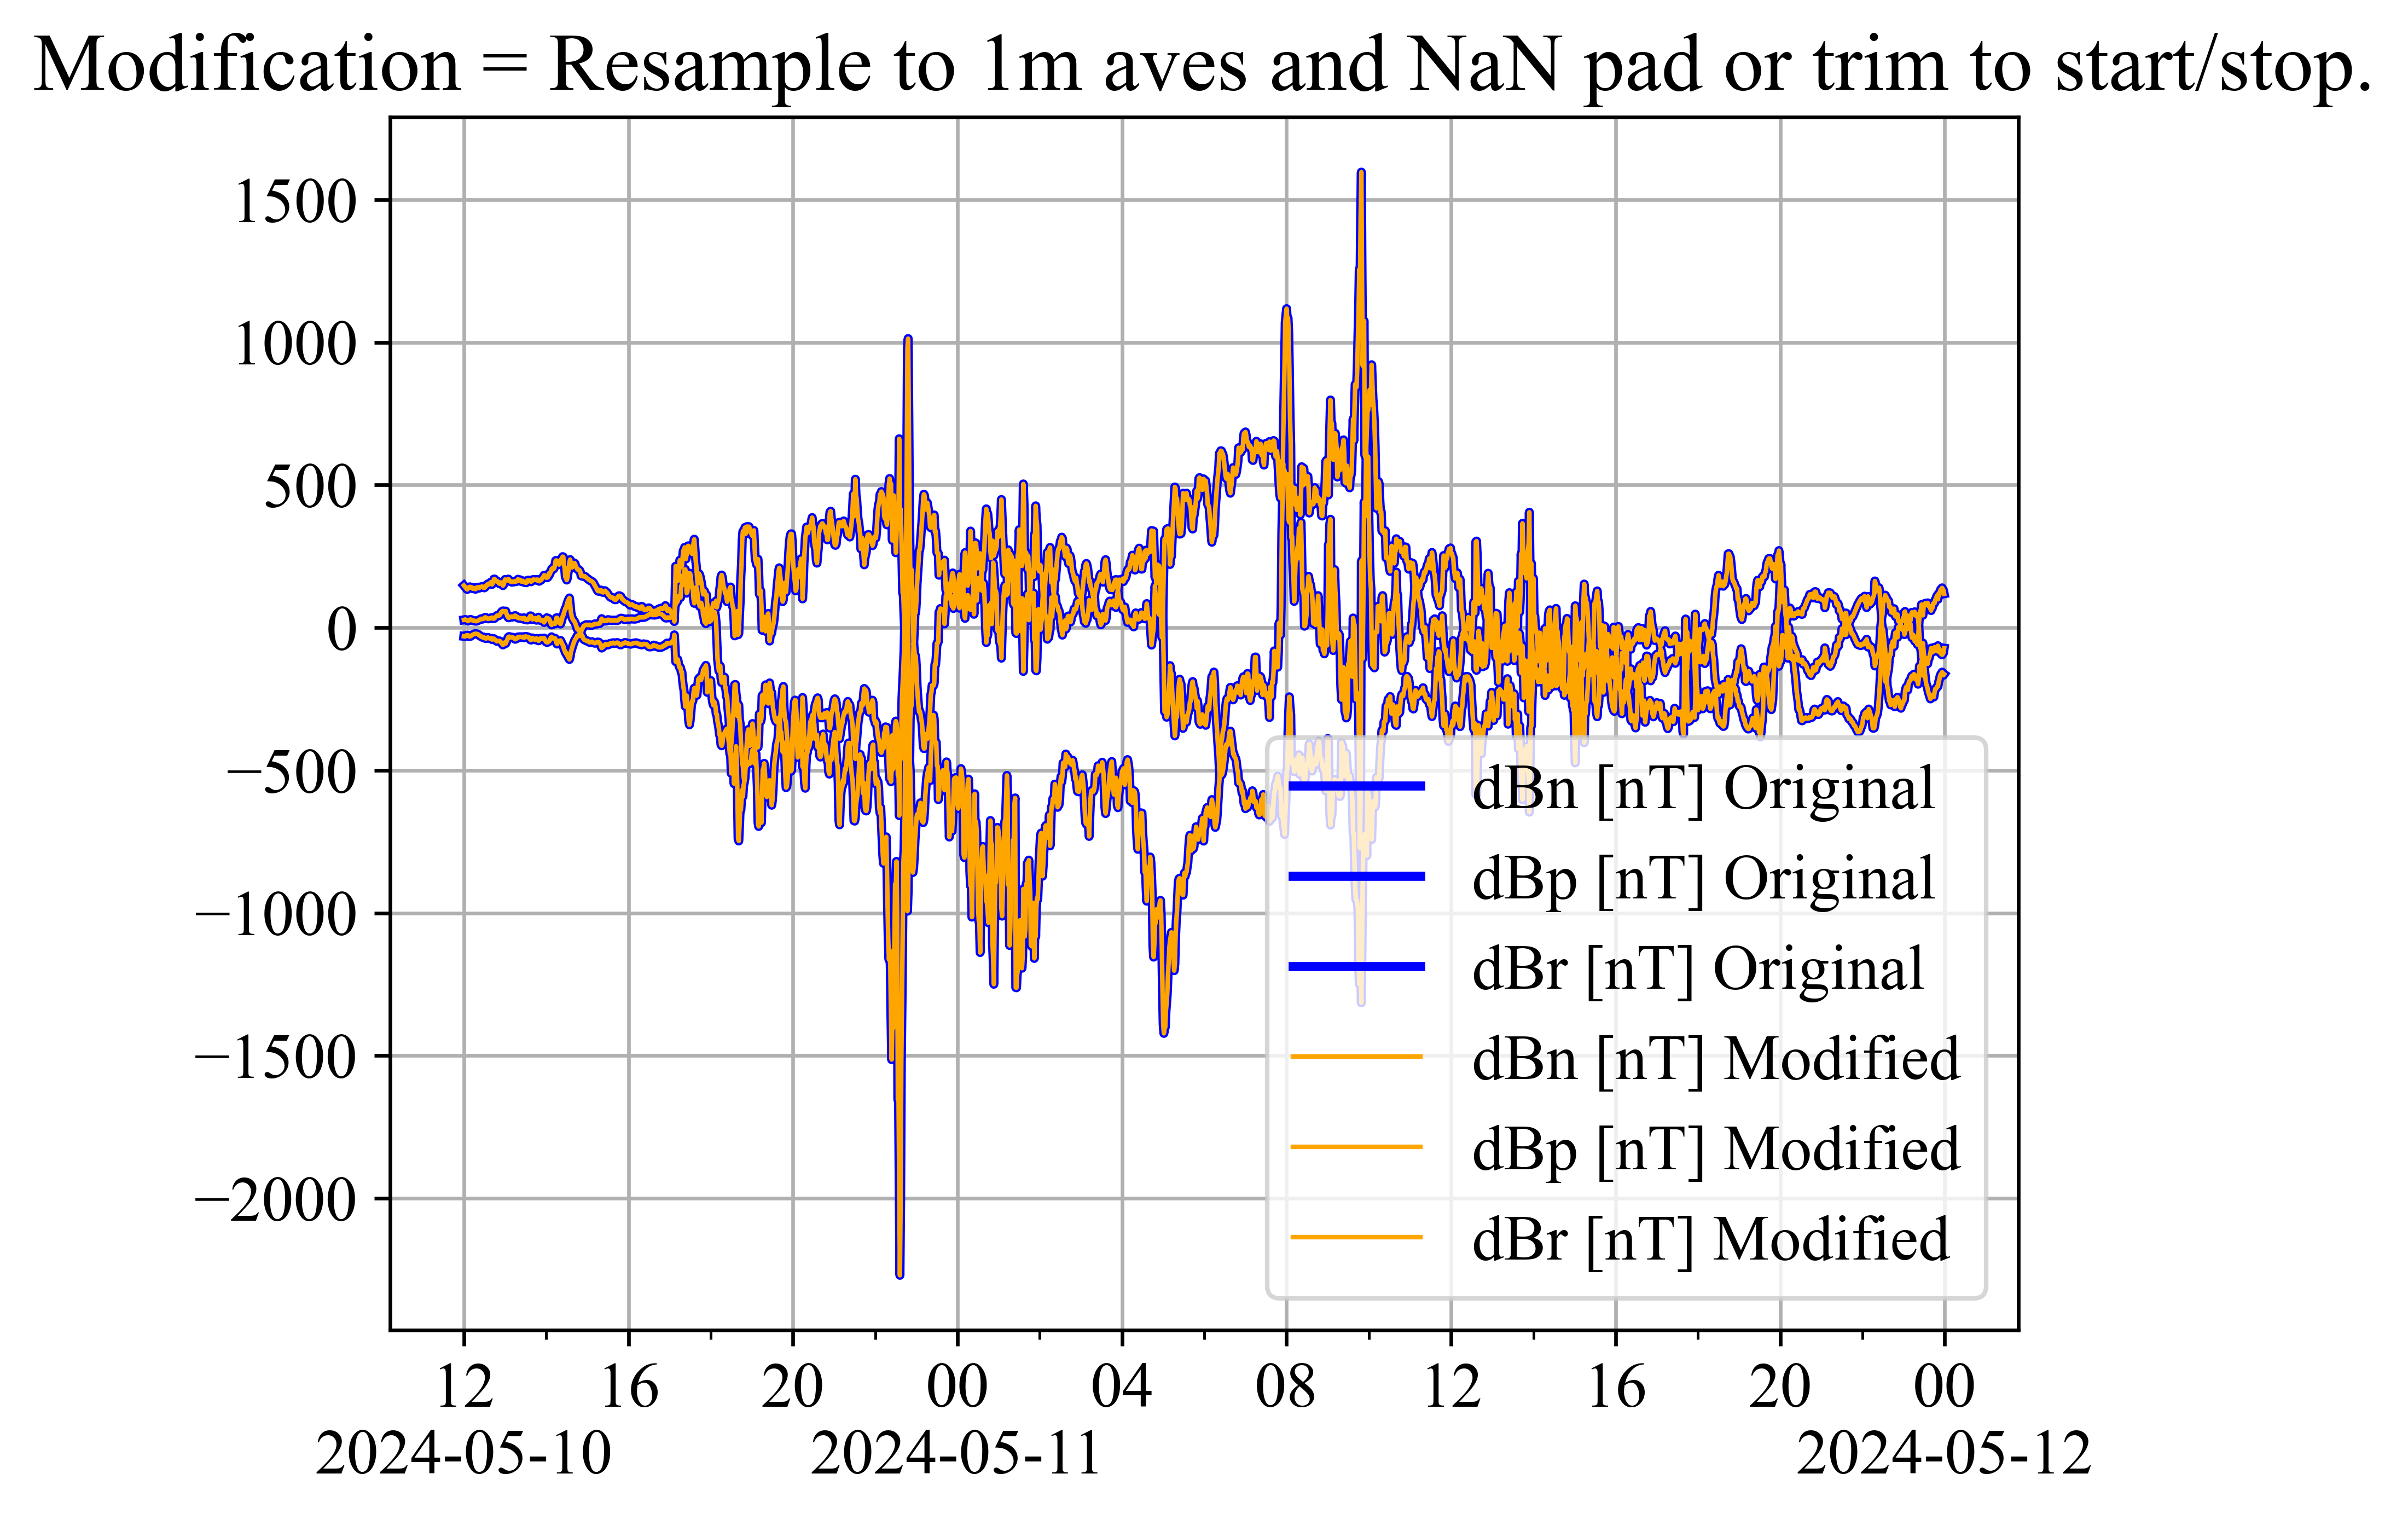 Modification = Resample to 1m aves and NaN pad or trim to start/stop.
1500
1000
500
0
−500
−1000
−1500
−2000
dBn [nT] Original
dBp [nT] Original
dBr [nT] Original
dBn [nT] Modified
dBp [nT] Modified
dBr [nT] Modified
12 16 20 00 04 08 12 16 20 00
2024-05-10 2024-05-11 2024-05-12